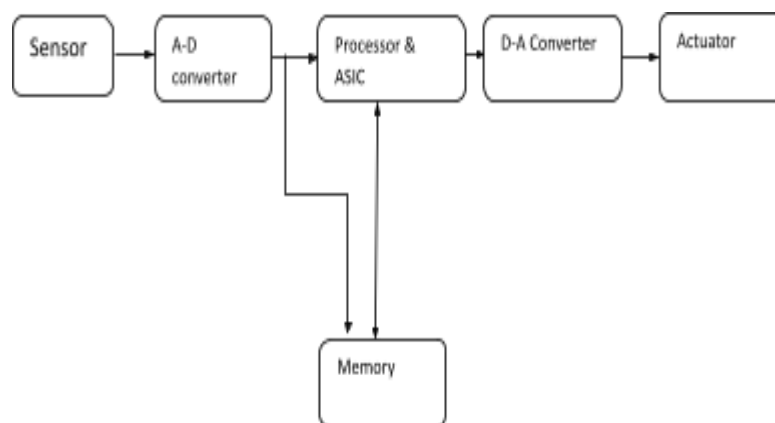 Sensor
A-D
converter
Processor &
ASIC
D-A Converter
Actuator
Memory